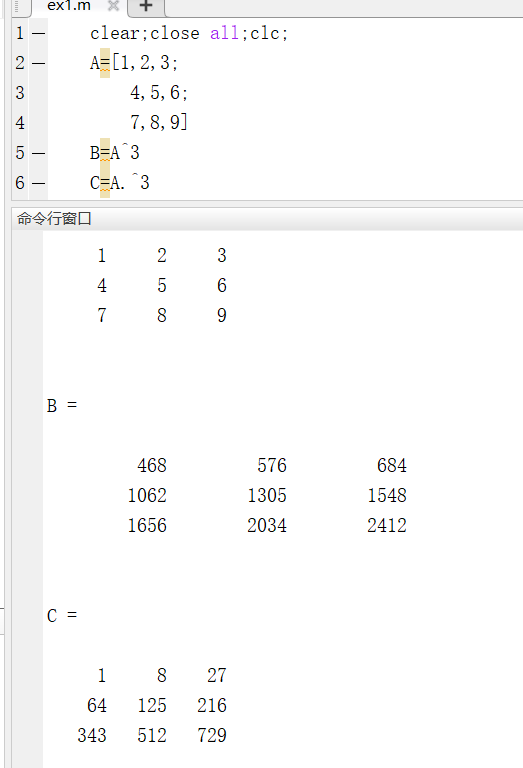 ex1.m
1 — clear;close all;clc;
2 — A=[1,2,3;
3 4,5,6;
4 7,8,9]
5 — B=A^3
6 — C=A.^3
命令行窗口
1 2 3
4 5 6
7 8 9
B =
468 576 684
1062 1305 1548
1656 2034 2412
C =
1 8 27
64 125 216
343 512 729